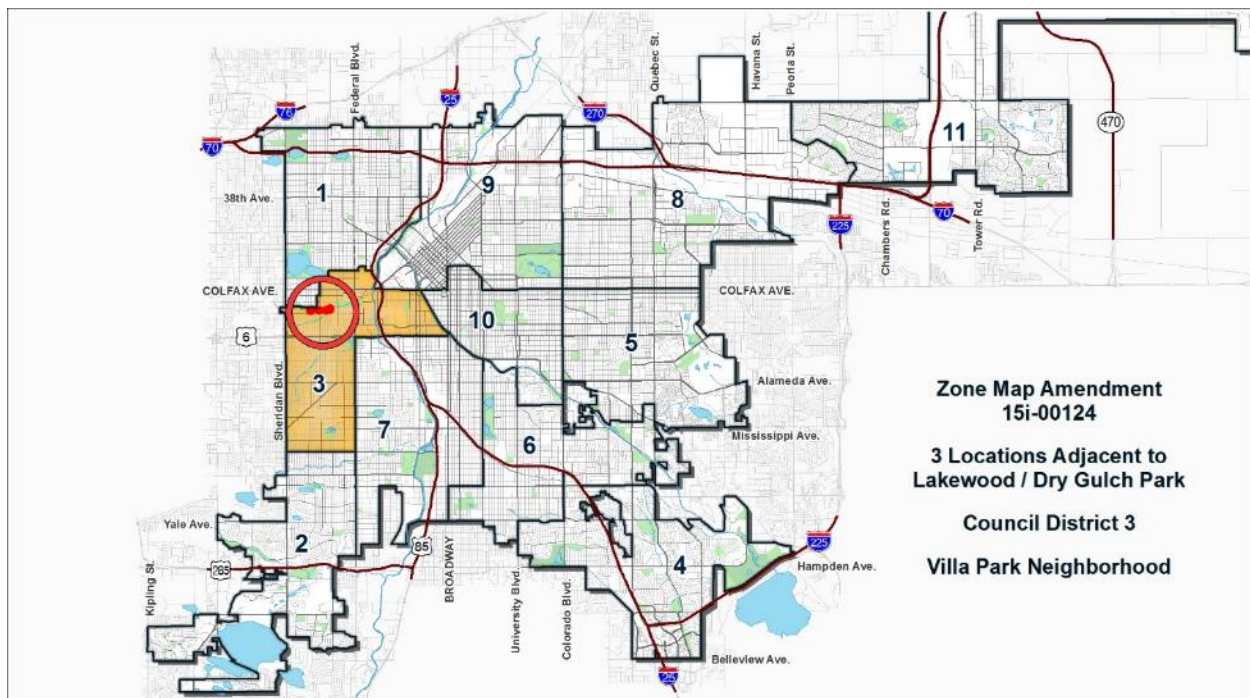 Federal Blvd.
Quebec St.
Havana St.
Peoria St.
76
25
270
470
70
11
1
9
8
38th Ave.
225
Chambers Rd.
70
Tower Rd.
COLFAX AVE.
COLFAX AVE.
10
6
5
Sheridan Blvd.
3
Alameda Ave.
7
6
Mississippi Ave.
Zone Map Amendment
15i-00124
3 Locations Adjacent to
Lakewood / Dry Gulch Park
Council District 3
Villa Park Neighborhood
Yale Ave.
2
85
225
4
Hampden Ave.
285
Kipling St.
BROADWAY
University Blvd.
Colorado Blvd.
Belleview Ave.
25